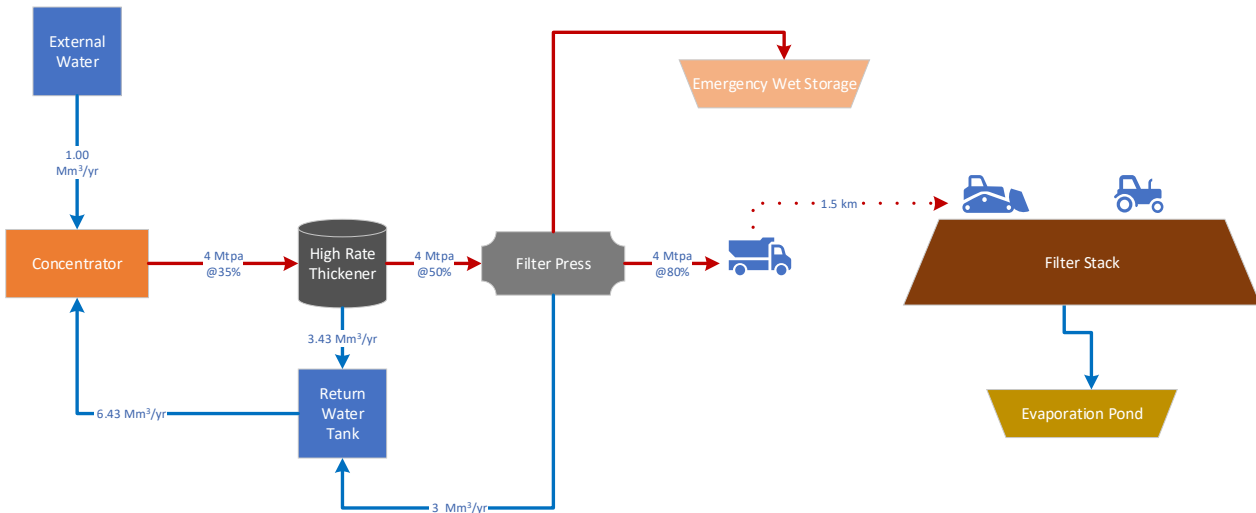 External
Water
Emergency Wet Storage
1.00
Mm³/yr
1.5 km
Concentrator
4 Mtpa
@35%
High Rate
Thickener
4 Mtpa
@50%
Filter Press
4 Mtpa
@80%
Filter Stack
3.43 Mm³/yr
Return
Water
Tank
6.43 Mm³/yr
Evaporation Pond
3 Mm³/yr